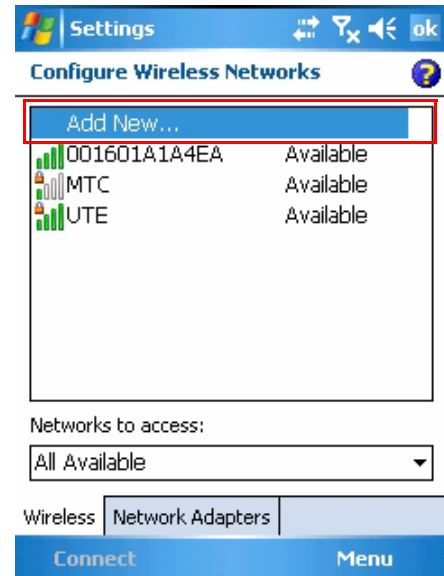 Settings ok
Configure Wireless Networks
Add New...
001601A1A4EA Available
MTC Available
UTE Available
Networks to access:
All Available
Wireless Network Adapters
Connect Menu